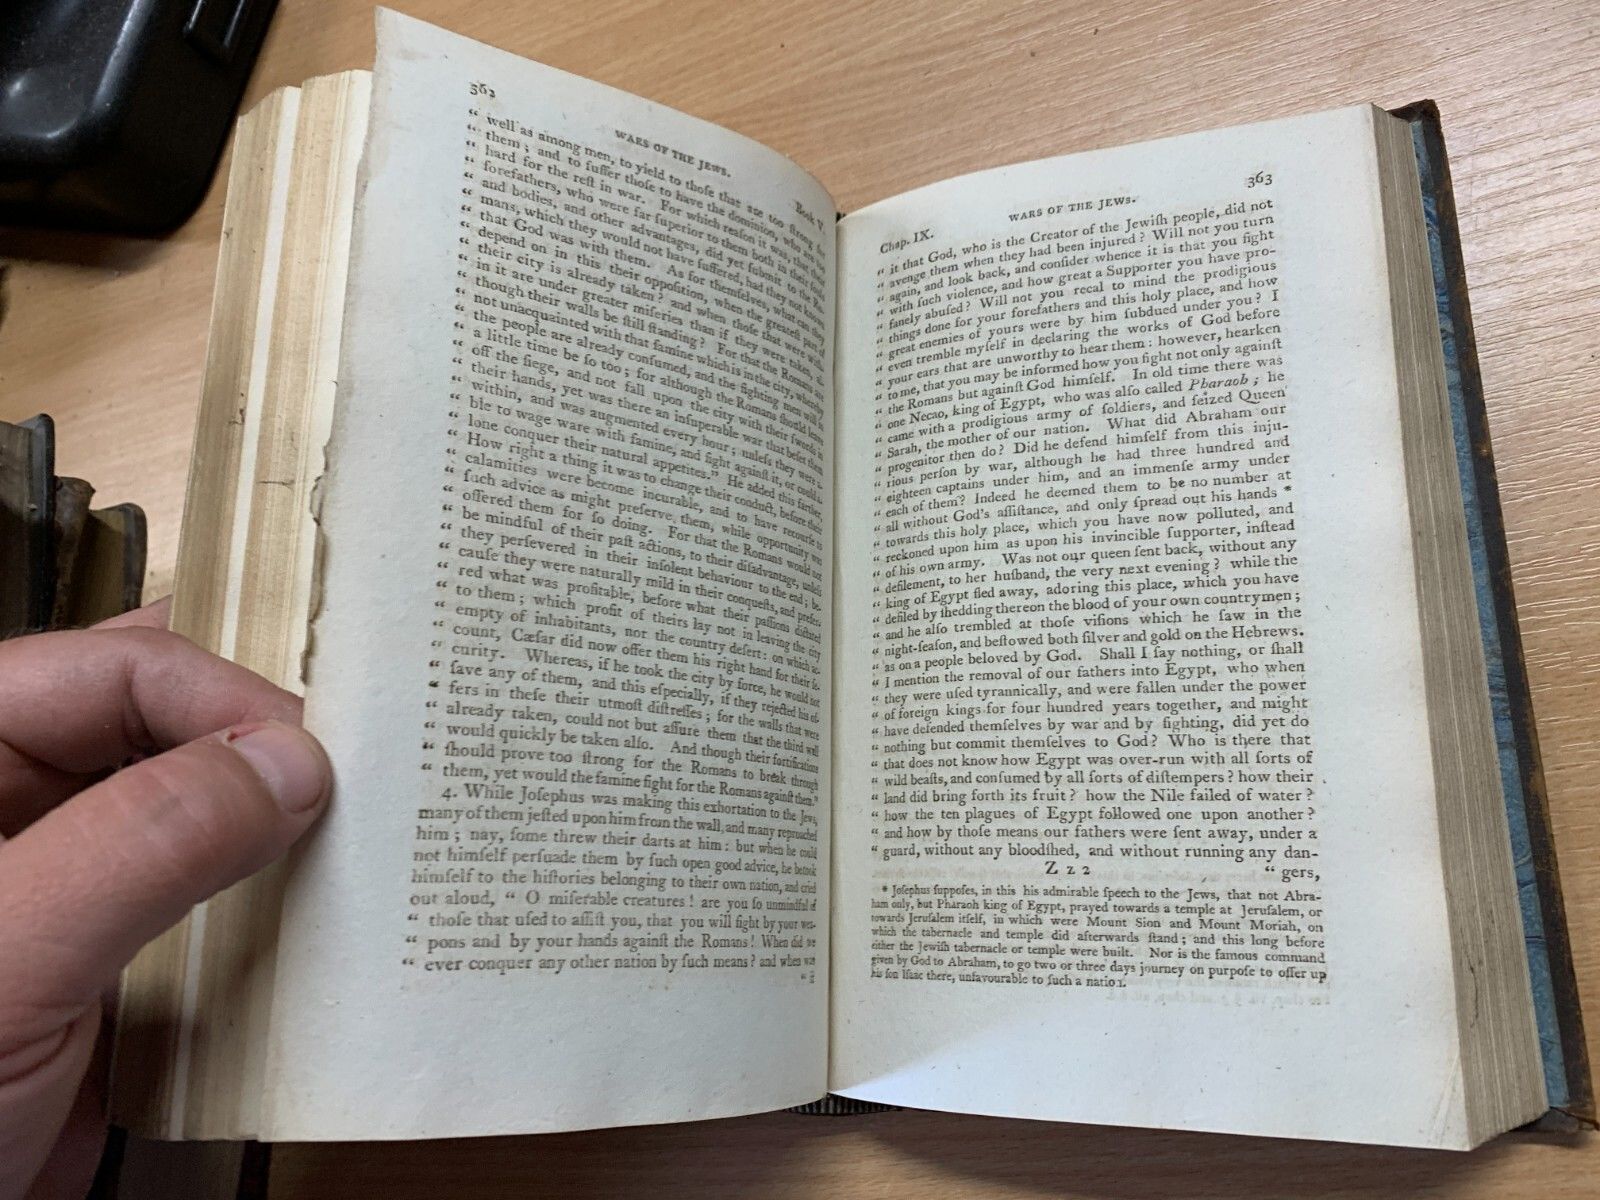 362
WARS OF THE JEWS.
Book V.
“ well as among men, to yield to thoſe that are too ſtrong for
“ them ; and to ſuffer thoſe to have the dominion, who are too
“ hard for the reſt in war. For which reaſon it was, that their
“ forefathers, who were far ſuperior to them both in their ſouls
“ and bodies, and other advantages, did yet ſubmit to the Ro-
“ mans, which they would not have ſuffered, had they not known
“ that God was with them. As for themſelves, what can they
“ depend on in this their oppoſition, when the greateſt part of
“ their city is already taken ? and when thoſe that were within
“ in it are under greater miſeries than if they were taken, al-
“ though their walls be ſtill ſtanding ? For that the Romans are
“ not unacquainted with that famine which is in the city, whereby
“ the people are already conſumed, and the fighting men will in
“ a little time be ſo too ; for although the Romans ſhould leave
“ off the ſiege, and not fall upon the city with their ſwords in
“ their hands, yet was there an inſuperable war that beſet them
“ within, and was augmented every hour ; unleſs they were a-
“ ble to wage ware with famine, and fight againſt it, or could a-
“ lone conquer their natural appetites.” He added this farther,
“ How right a thing it was to change their conduct, before their
“ calamities were become incurable, and to have recourſe to
“ ſuch advice as might preſerve them, while opportunity was
“ offered them for ſo doing. For that the Romans would not
“ be mindful of their paſt actions, to their diſadvantage, unleſs
“ they perſevered in their inſolent behaviour to the end ; be-
“ cauſe they were naturally mild in their conqueſts, and prefer-
“ red what was profitable, before what their paſſions dictated
“ to them ; which profit of theirs lay not in leaving the city
“ empty of inhabitants, nor the country deſert : on which ac-
“ count, Cæſar did now offer them his right hand for their ſe-
“ curity. Whereas, if he took the city by force, he would not
“ ſave any of them, and this eſpecially, if they rejected his of-
“ fers in theſe their utmoſt diſtreſſes ; for the walls that were
“ already taken, could not but aſſure them that the third wall
“ would quickly be taken alſo. And though their fortifications
“ ſhould prove too ſtrong for the Romans to break through
“ them, yet would the famine fight for the Romans againſt them.”
4. While Joſephus was making this exhortation to the Jews,
many of them jeſted upon him from the wall, and many reproached
him ; nay, ſome threw their darts at him : but when he could
not himſelf perſuade them by ſuch open good advice, he betook
himſelf to the hiſtories belonging to their own nation, and cried
out aloud, “ O miſerable creatures ! are you ſo unmindful of
“ thoſe that uſed to aſſiſt you, that you will fight by your wea-
“ pons and by your hands againſt the Romans ! When did we
“ ever conquer any other nation by ſuch means ? and when was
363
WARS OF THE JEWS.
Chap. IX.
“ it that God, who is the Creator of the Jewiſh people, did not
“ avenge them when they had been injured ? Will not you turn
“ again, and look back, and conſider whence it is that you fight
“ with ſuch violence, and how great a Supporter you have pro-
“ fanely abuſed ? Will not you recal to mind the prodigious
“ things done for your forefathers and this holy place, and how
“ great enemies of yours were by him ſubdued under you ? I
“ even tremble myſelf in declaring the works of God before
“ your ears that are unworthy to hear them : however, hearken
“ to me, that you may be informed how you fight not only againſt
“ the Romans but againſt God himſelf. In old time there was
“ one Necao, king of Egypt, who was alſo called Pharaoh ; he
“ came with a prodigious army of ſoldiers, and ſeized Queen
“ Sarah, the mother of our nation. What did Abraham our
“ progenitor then do ? Did he defend himſelf from this inju-
“ rious perſon by war, although he had three hundred and
“ eighteen captains under him, and an immenſe army under
“ each of them ? Indeed he deemed them to be no number at
“ all without God's aſſiſtance, and only ſpread out his hands *
“ towards this holy place, which you have now polluted, and
“ reckoned upon him as upon his invincible ſupporter, inſtead
“ of his own army. Was not our queen ſent back, without any
“ defilement, to her huſband, the very next evening ? while the
“ king of Egypt fled away, adoring this place, which you have
“ defiled by ſhedding thereon the blood of your own countrymen ;
“ and he alſo trembled at thoſe viſions which he ſaw in the
“ night-ſeaſon, and beſtowed both ſilver and gold on the Hebrews.
“ as on a people beloved by God. Shall I ſay nothing, or ſhall
“ I mention the removal of our fathers into Egypt, who when
“ they were uſed tyrannically, and were fallen under the power
“ of foreign kings for four hundred years together, and might
“ have defended themſelves by war and by fighting, did yet do
“ nothing but commit themſelves to God ? Who is there that
“ that does not know how Egypt was over-run with all ſorts of
“ wild beaſts, and conſumed by all ſorts of diſtempers ? how their
“ land did bring forth its fruit ? how the Nile failed of water ?
“ how the ten plagues of Egypt followed one upon another ?
“ and how by thoſe means our fathers were ſent away, under a
“ guard, without any bloodſhed, and without running any dan-
Z z 2 “ gers,
* Joſephus ſuppoſes, in this his admirable ſpeech to the Jews, that not Abra-
ham only, but Pharaoh king of Egypt, prayed towards a temple at Jeruſalem, or
towards Jeruſalem itſelf, in which were Mount Sion and Mount Moriah, on
which the tabernacle and temple did afterwards ſtand ; and this long before
either the Jewiſh tabernacle or temple were built. Nor is the famous command
given by God to Abraham, to go two or three days journey on purpoſe to offer up
his ſon Iſaac there, unfavourable to ſuch a notion.